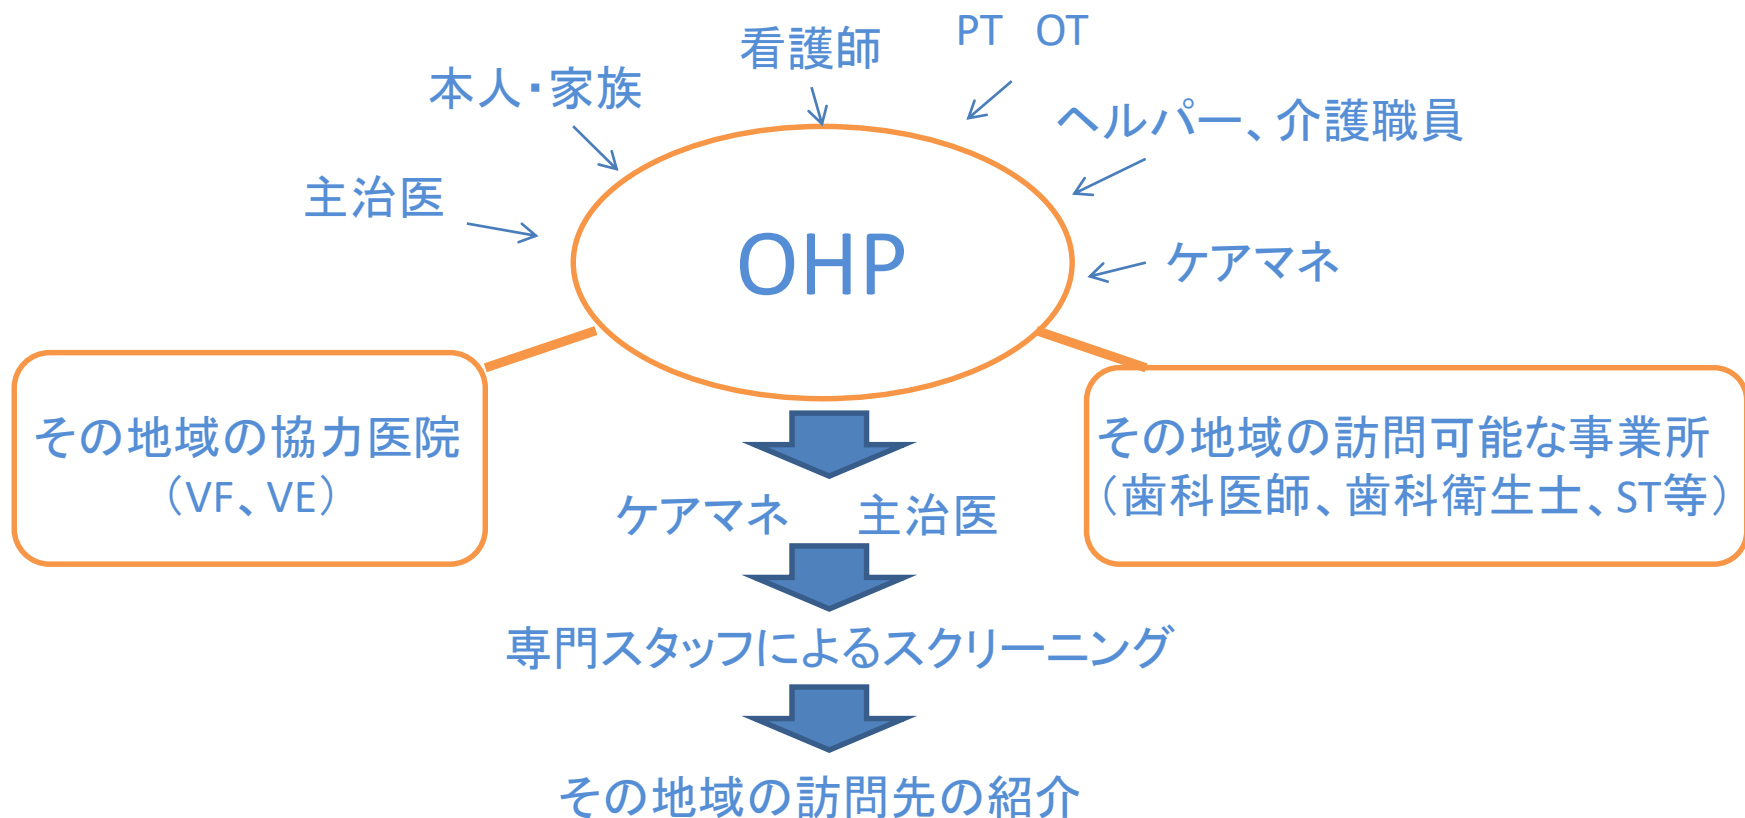 看護師
PT OT
本人・家族
ヘルパー、介護職員
主治医
OHP
ケアマネ
その地域の協力医院
（VF、VE）
その地域の訪問可能な事業所
（歯科医師、歯科衛生士、ST等）
ケアマネ 主治医
専門スタッフによるスクリーニング
その地域の訪問先の紹介